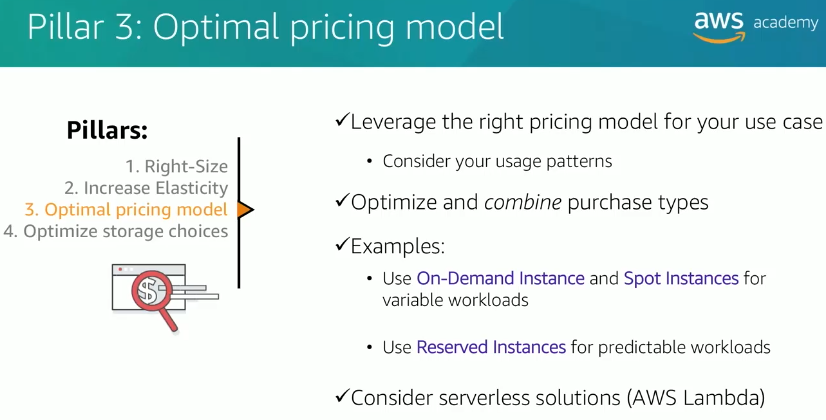 Pillar 3: Optimal pricing model
aws academy
Pillars:
1. Right-Size
2. Increase Elasticity
3. Optimal pricing model
4. Optimize storage choices
$
✓Leverage the right pricing model for your use case
• Consider your usage patterns
✓Optimize and combine purchase types
✓Examples:
• Use On-Demand Instance and Spot Instances for
variable workloads
• Use Reserved Instances for predictable workloads
✓Consider serverless solutions (AWS Lambda)